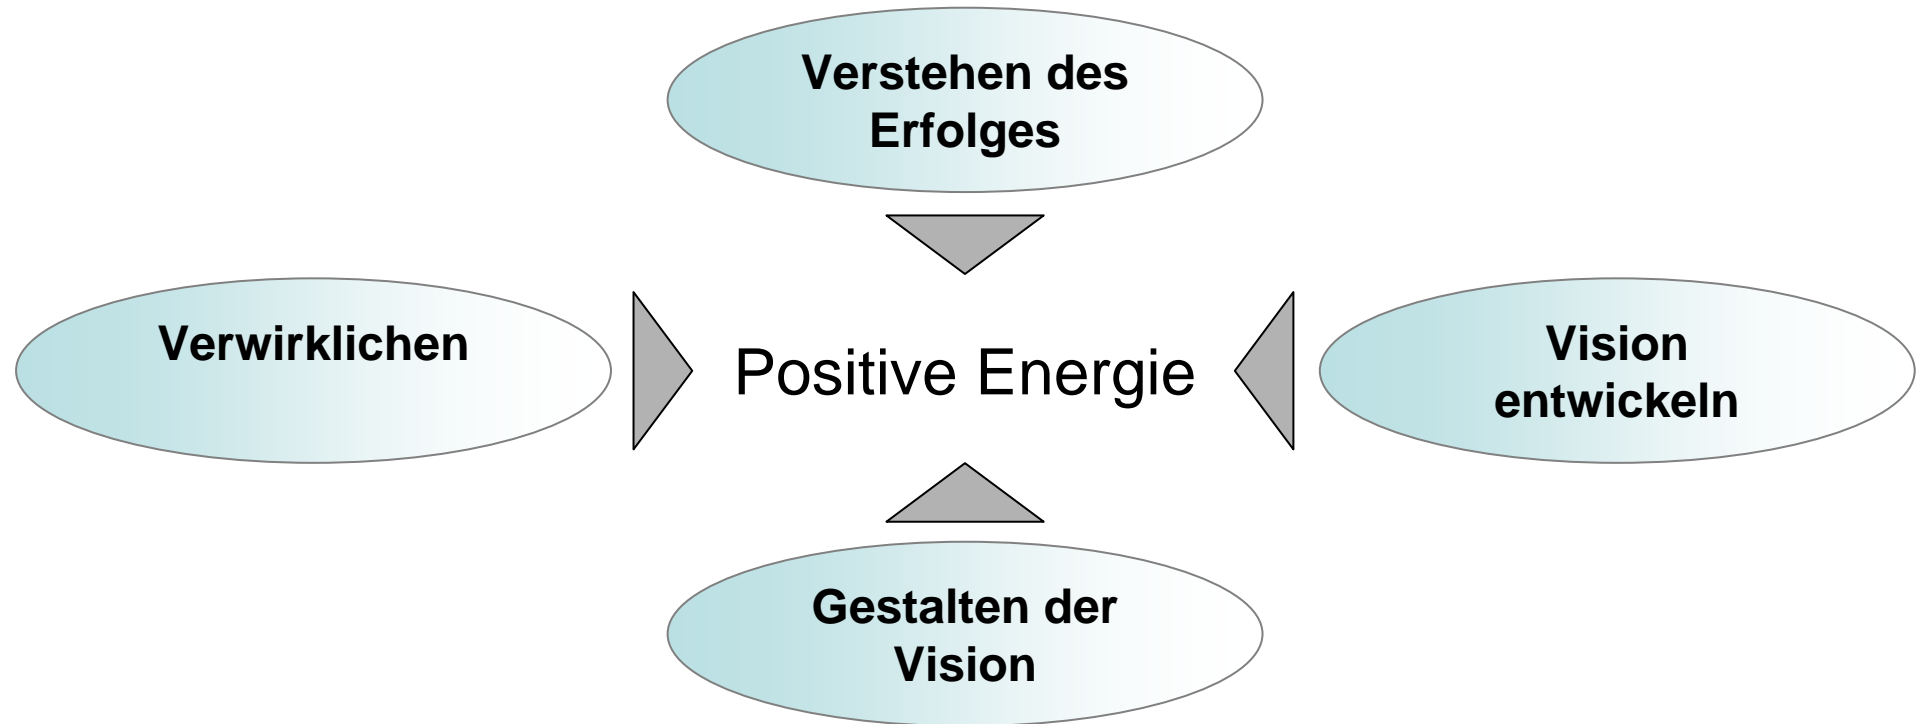 Verstehen des
Erfolges
Verwirklichen
Positive Energie
Vision
entwickeln
Gestalten der
Vision